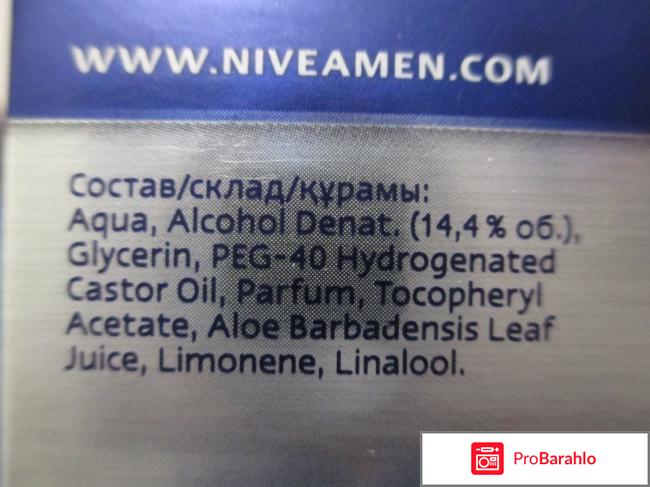 WWW.NIVEAMEN.COM
Состав/склад/құрамы:
Aqua, Alcohol Denat. (14,4 % об.),
Glycerin, PEG-40 Hydrogenated
Castor Oil, Parfum, Tocopheryl
Acetate, Aloe Barbadensis Leaf
Juice, Limonene, Linalool.
ProBarahlo